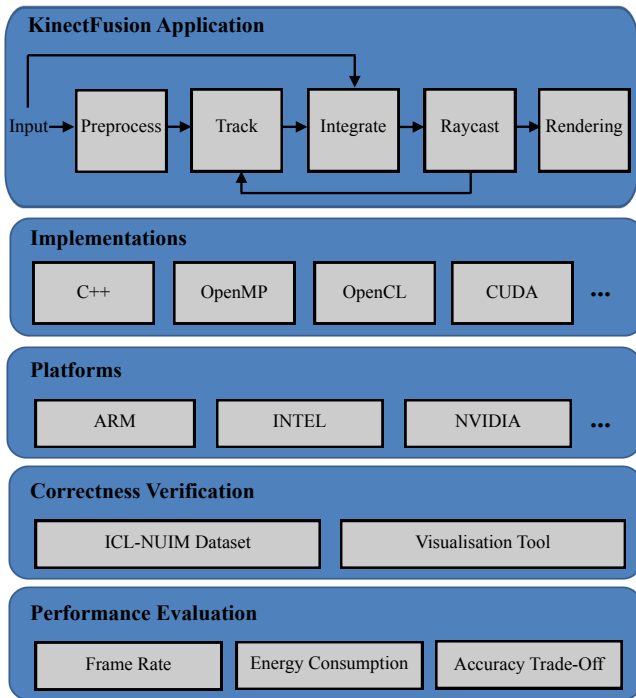 KinectFusion Application
Input
Preprocess
Track
Integrate
Raycast
Rendering
Implementations
C++
OpenMP
OpenCL
CUDA
...
Platforms
ARM
INTEL
NVIDIA
...
Correctness Verification
ICL-NUIM Dataset
Visualisation Tool
Performance Evaluation
Frame Rate
Energy Consumption
Accuracy Trade-Off